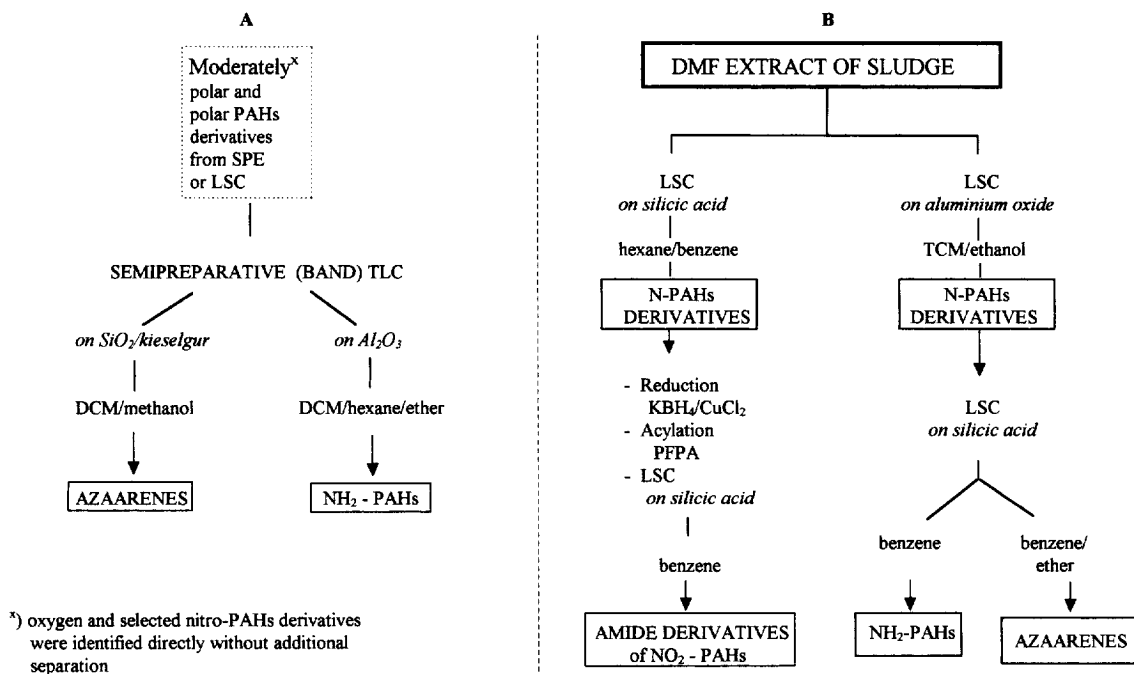 A
Moderatelyˣ
polar and
polar PAHs
derivatives
from SPE
or LSC
SEMIPREPARATIVE (BAND) TLC
on SiO₂/kieselgur
on Al₂O₃
DCM/methanol
DCM/hexane/ether
AZAARENES
NH₂ - PAHs
ˣ) oxygen and selected nitro-PAHs derivatives
were identified directly without additional
separation
B
DMF EXTRACT OF SLUDGE
LSC
on silicic acid
hexane/benzene
N-PAHs
DERIVATIVES
- Reduction
KBH₄/CuCl₂
- Acylation
PFPA
- LSC
on silicic acid
benzene
AMIDE DERIVATIVES
of NO₂ - PAHs
LSC
on aluminium oxide
TCM/ethanol
N-PAHs
DERIVATIVES
LSC
on silicic acid
benzene
NH₂-PAHs
benzene/
ether
AZAARENES